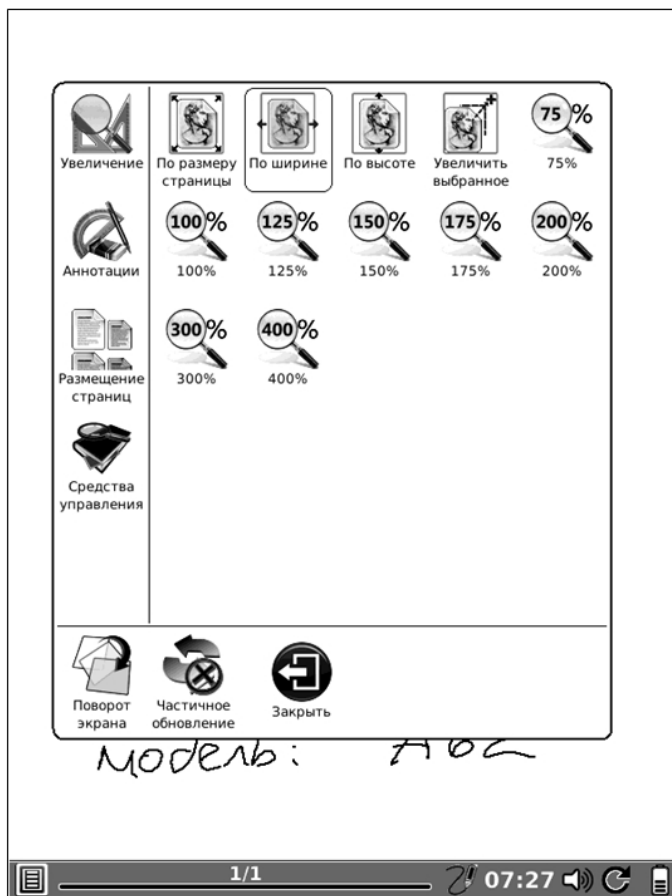 Увеличение
По размеру страницы
По ширине
По высоте
Увеличить выбранное
75%
75%
Аннотации
100%
100%
125%
125%
150%
150%
175%
175%
200%
200%
Размещение страниц
300%
300%
400%
400%
Средства управления
Поворот экрана
Частичное обновление
Закрыть
Модель:
1/1
07:27